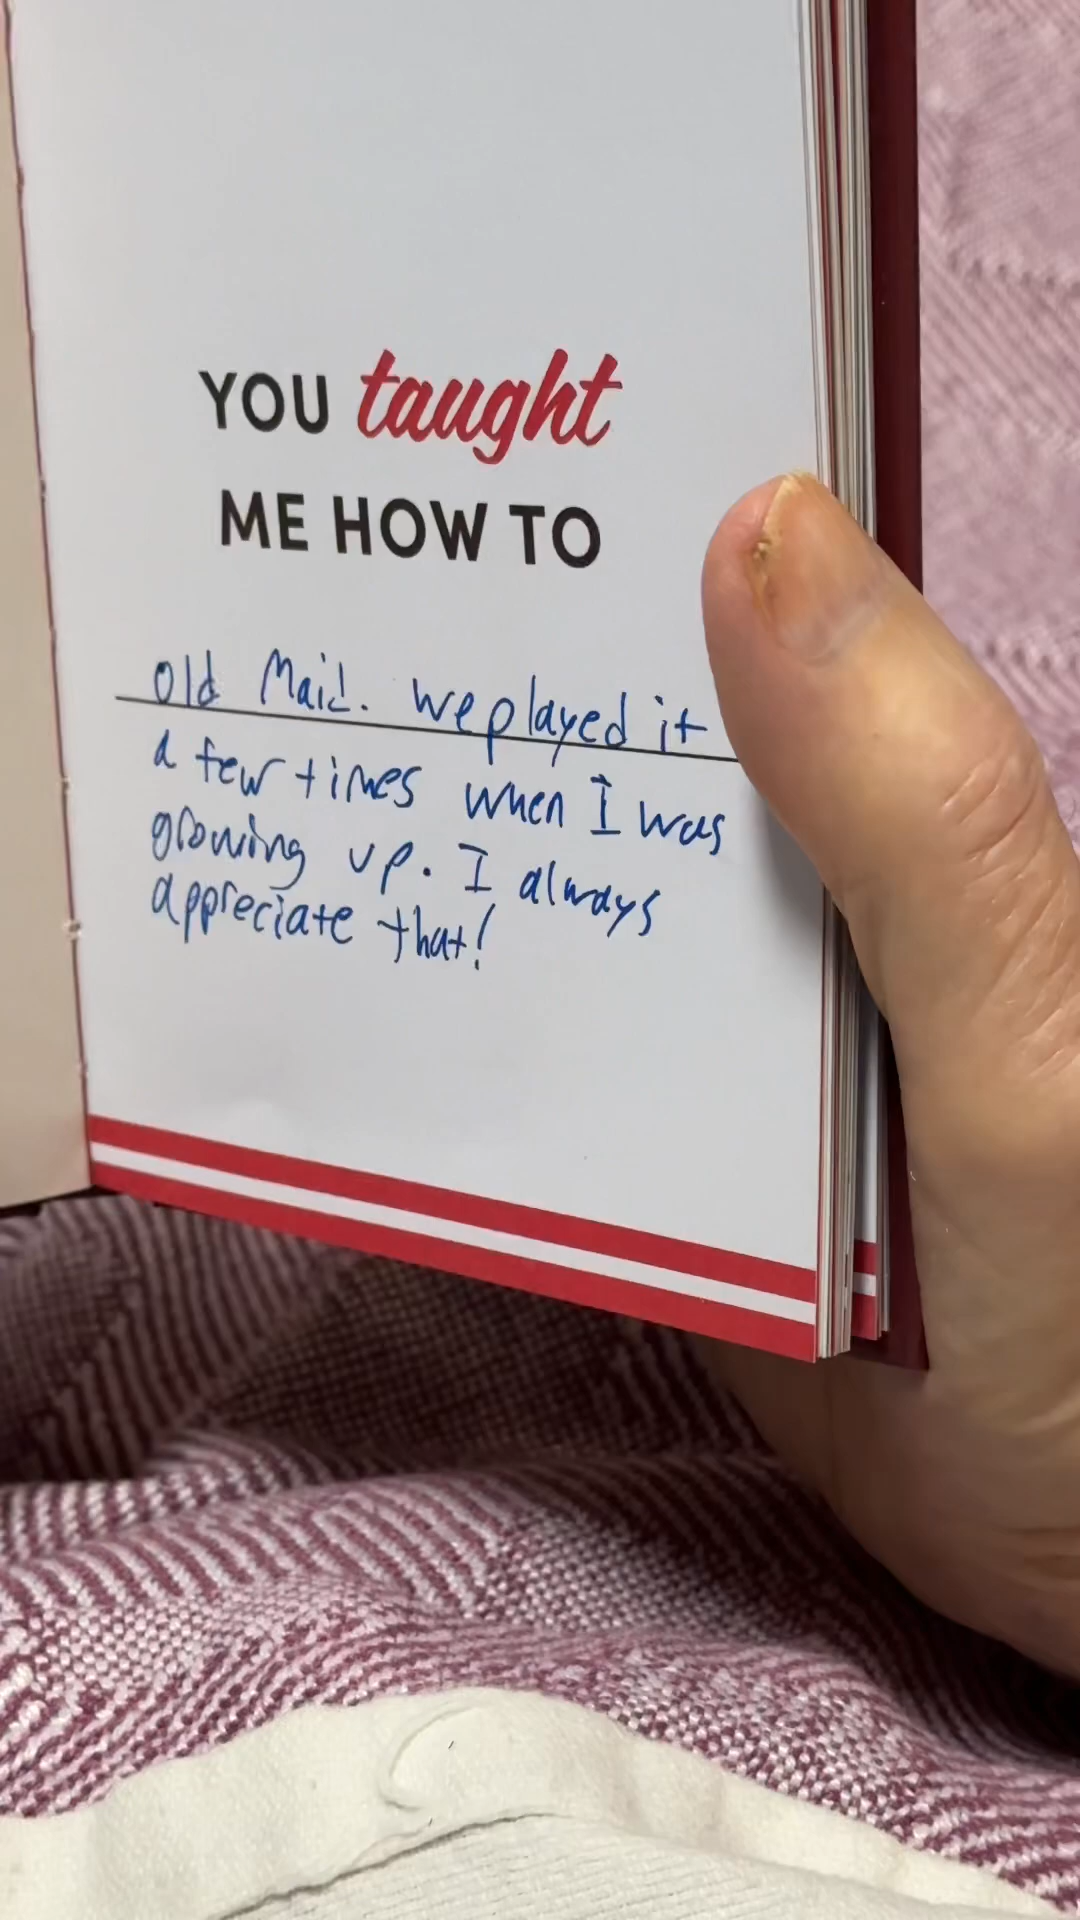 YOU taught
ME HOW TO
old Maid. we played it
a few times when I was
growing up. I always
appreciate that!